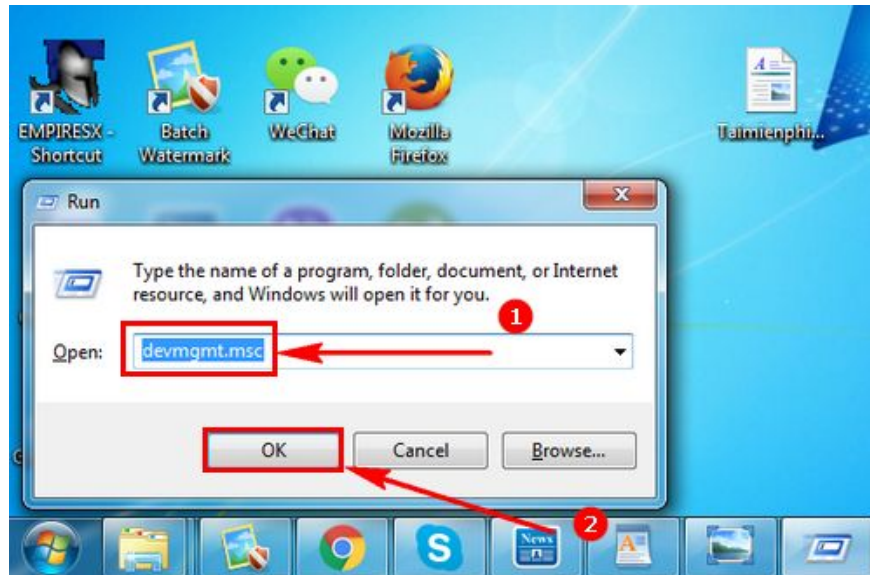 EMPIRESX -
Shortcut
Batch
Watermark
WeChat
Mozilla
Firefox
Taimienphi...
Run
Type the name of a program, folder, document, or Internet
resource, and Windows will open it for you.
1
Open:
devmgmt.msc
OK
Cancel
Browse...
2
S
News
A
A